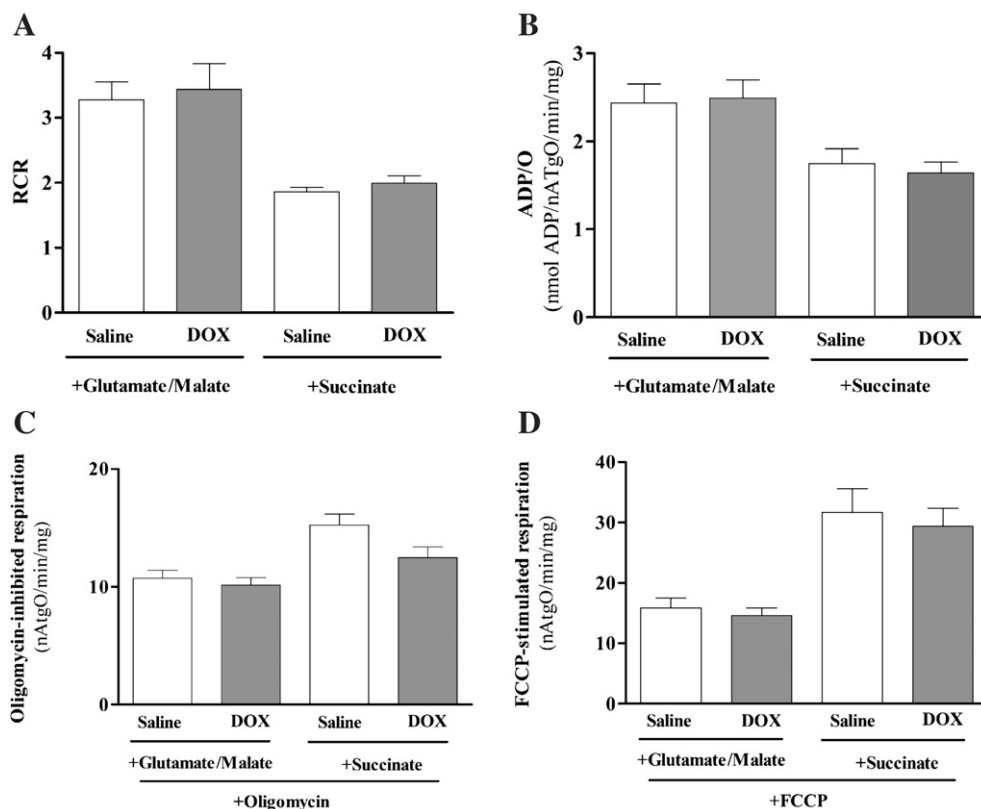 A
RCR
4
3
2
1
0
Saline DOX Saline DOX
+Glutamate/Malate +Succinate
B
ADP/O
(nmol ADP/nATgO/min/mg)
3
2
1
0
Saline DOX Saline DOX
+Glutamate/Malate +Succinate
C
Oligomycin-inhibited respiration
(nAtgO/min/mg)
20
10
0
Saline DOX Saline DOX
+Glutamate/Malate +Succinate
+Oligomycin
D
FCCP-stimulated respiration
(nAtgO/min/mg)
40
30
20
10
0
Saline DOX Saline DOX
+Glutamate/Malate +Succinate
+FCCP